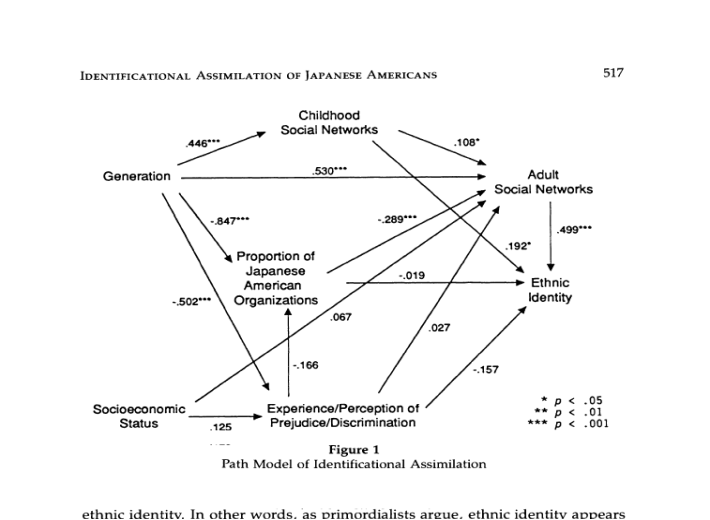 IDENTIFICATIONAL ASSIMILATION OF JAPANESE AMERICANS 517
Childhood
Social Networks
.446***
.108*
Generation
.530***
Adult
Social Networks
-.847***
-.289***
.499***
.192*
Proportion of
Japanese
American
Organizations
-.019
Ethnic
Identity
-.502***
.067
.027
-.166
-.157
Socioeconomic
Status
.125
Experience/Perception of
Prejudice/Discrimination
* p < .05
** p < .01
*** p < .001
Figure 1
Path Model of Identificational Assimilation
ethnic identity. In other words, as primordialists argue, ethnic identity appears